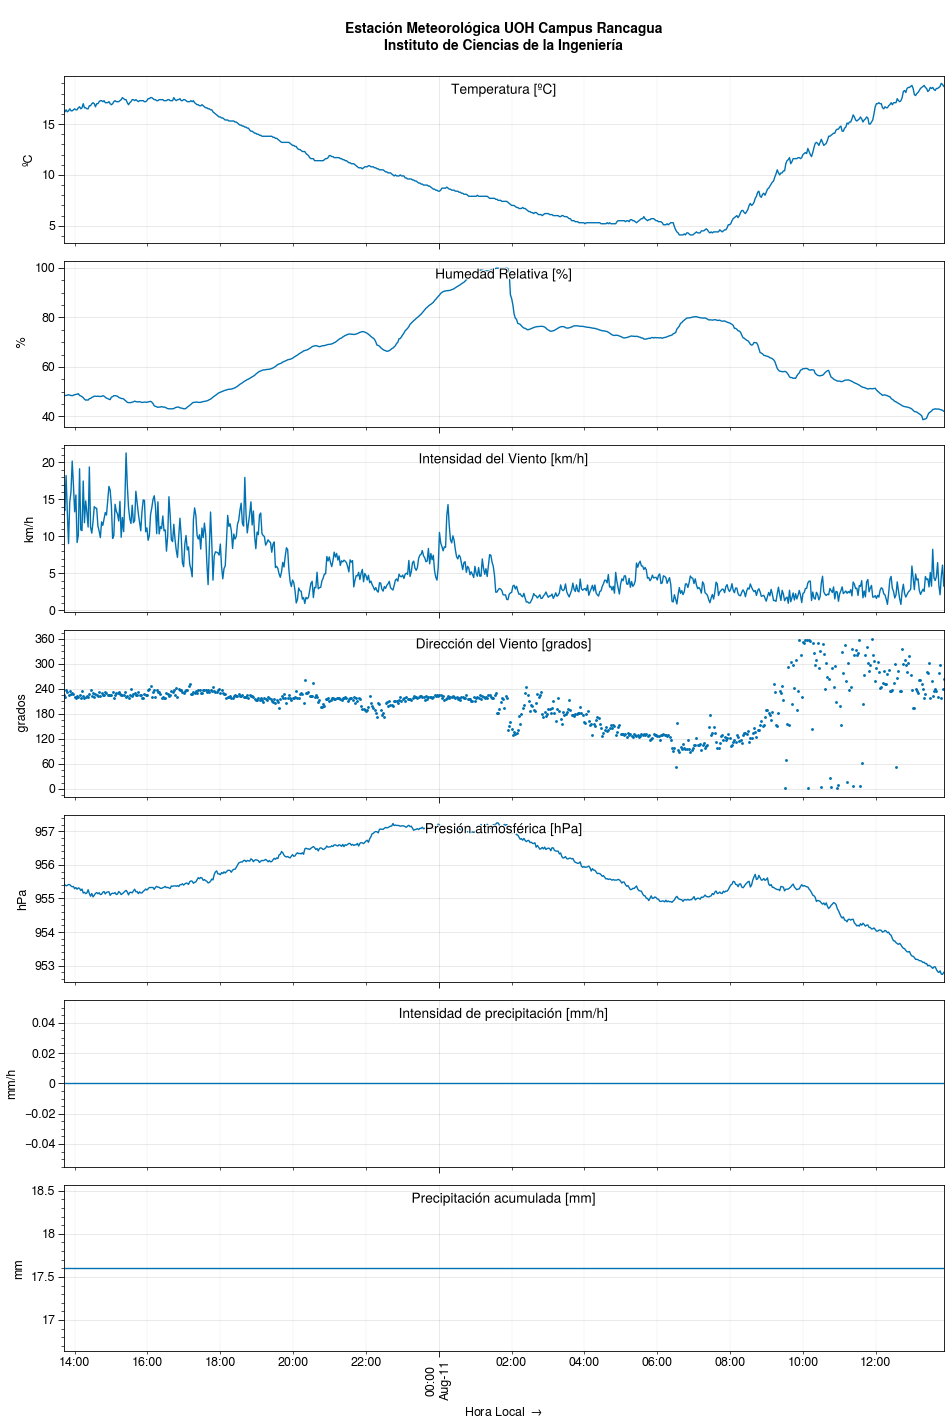 Estación Meteorológica UOH Campus Rancagua
Instituto de Ciencias de la Ingeniería
Temperatura [ºC]
15
10
5
ºC
Humedad Relativa [%]
100
80
60
40
%
Intensidad del Viento [km/h]
20
15
10
5
0
km/h
Dirección del Viento [grados]
360
300
240
180
120
60
0
grados
Presión atmosférica [hPa]
957
956
955
954
953
hPa
Intensidad de precipitación [mm/h]
0.04
0.02
0
−0.02
−0.04
mm/h
Precipitación acumulada [mm]
18.5
18
17.5
17
mm
14:00 16:00 18:00 20:00 22:00 00:00 02:00 04:00 06:00 08:00 10:00 12:00
Aug-11
Hora Local →